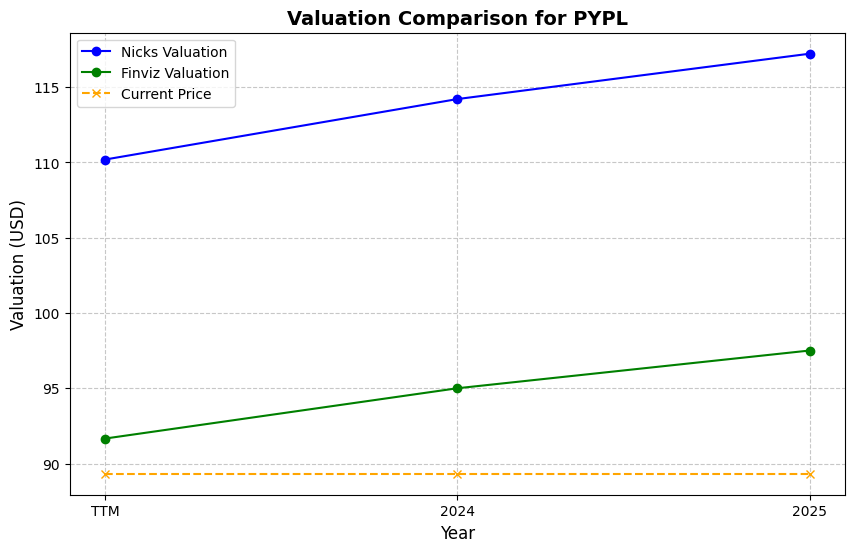 Valuation Comparison for PYPL
Nicks Valuation
Finviz Valuation
Current Price
Valuation (USD)
115
110
105
100
95
90
TTM
2024
2025
Year